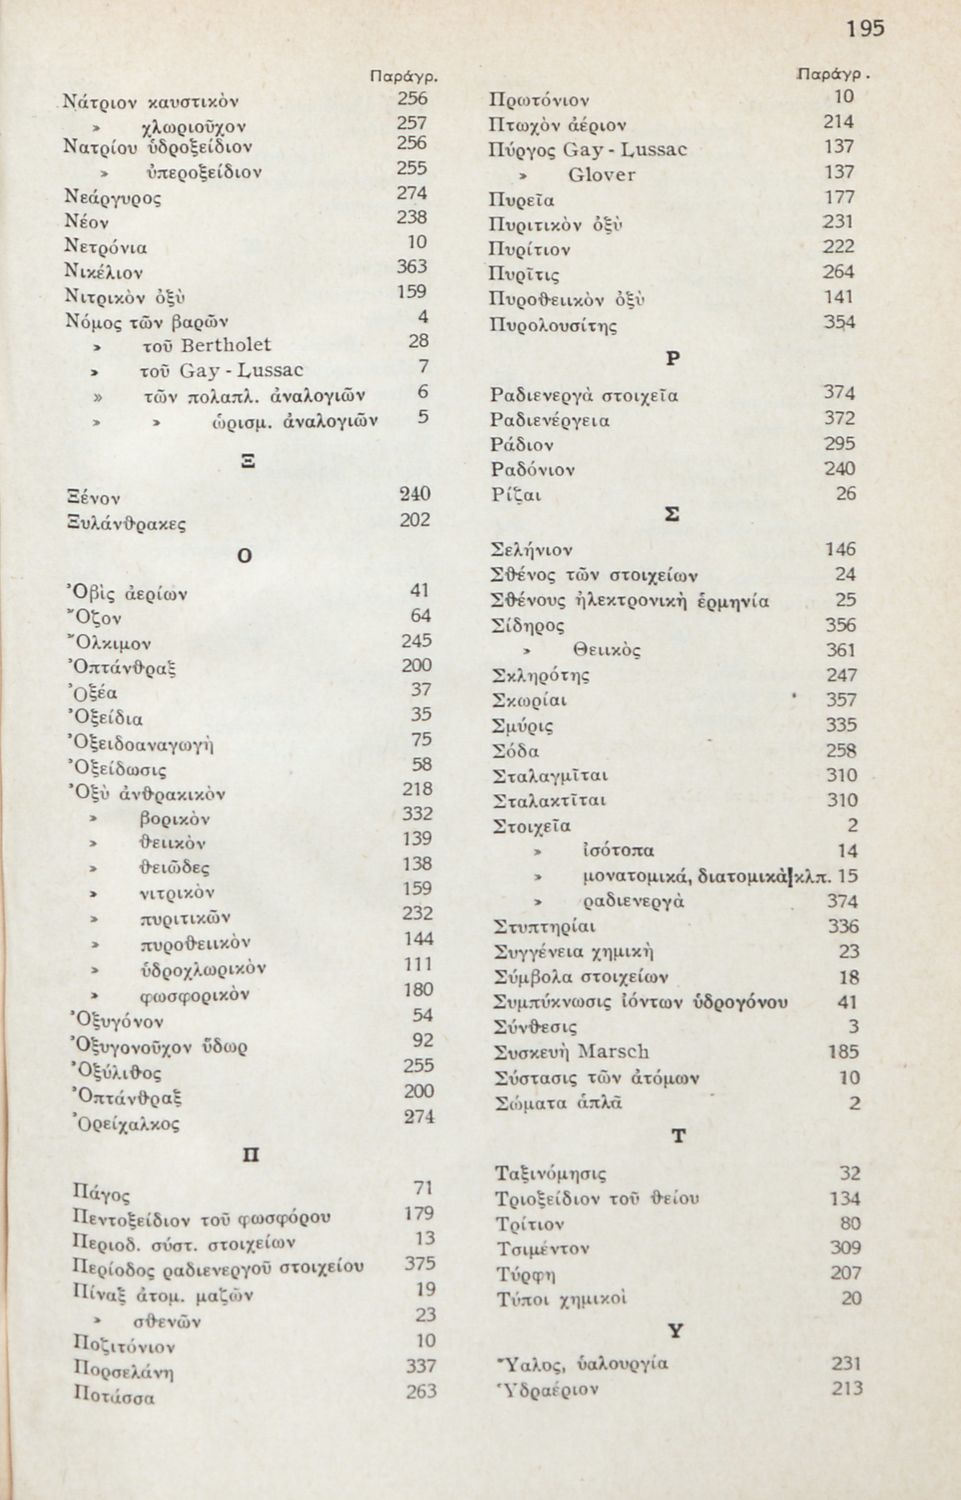 195
Παράγρ.
Νάτριον καυστικὸν 256
» χλωριοῦχον 257
Νατρίου ὑδροξείδιον 256
» ὑπεροξείδιον 255
Νεάργυρος 274
Νέον 238
Νετρόνια 10
Νικέλιον 363
Νιτρικὸν ὀξὺ 159
Νόμος τῶν βαρῶν 4
» τοῦ Bertholet 28
» τοῦ Gay - Lussac 7
» τῶν πολαπλ. ἀναλογιῶν 6
» » ὡρισμ. ἀναλογιῶν 5
Ξ
Ξένον 240
Ξυλάνθρακες 202
Ο
Ὀβὶς ἀερίων 41
Ὄζον 64
Ὄλκιμον 245
Ὀπτάνθραξ 200
Ὀξέα 37
Ὀξείδια 35
Ὀξειδοαναγωγὴ 75
Ὀξείδωσις 58
Ὀξὺ ἀνθρακικὸν 218
» βορικὸν 332
» θειικὸν 139
» θειῶδες 138
» νιτρικὸν 159
» πυριτικῶν 232
» πυροθειικὸν 144
» ὑδροχλωρικὸν 111
» φωσφορικὸν 180
Ὀξυγόνον 54
Ὀξυγονοῦχον ὕδωρ 92
Ὀξύλιθος 255
Ὀπτάνθραξ 200
Ὀρείχαλκος 274
Π
Πάγος 71
Πεντοξείδιον τοῦ φωσφόρου 179
Περιοδ. σύστ. στοιχείων 13
Περίοδος ραδιενεργοῦ στοιχείου 375
Πίναξ ἀτομ. μαζῶν 19
» σθενῶν 23
Ποζιτόνιον 10
Πορσελάνη 337
Ποτάσσα 263
Παράγρ.
Πρωτόνιον 10
Πτωχὸν ἀέριον 214
Πύργος Gay - Lussac 137
» Glover 137
Πυρεῖα 177
Πυριτικὸν ὀξὺ 231
Πυρίτιον 222
Πυρῖτις 264
Πυροθειικὸν ὀξὺ 141
Πυρολουσίτης 354
Ρ
Ραδιενεργὰ στοιχεῖα 374
Ραδιενέργεια 372
Ράδιον 295
Ραδόνιον 240
Ρίζαι 26
Σ
Σελήνιον 146
Σθένος τῶν στοιχείων 24
Σθένους ἠλεκτρονικὴ ἑρμηνία 25
Σίδηρος 356
» Θειικὸς 361
Σκληρότης 247
Σκωρίαι 357
Σμύρις 335
Σόδα 258
Σταλαγμῖται 310
Σταλακτῖται 310
Στοιχεῖα 2
» ἰσότοπα 14
» μονατομικά, διατομικὰ κλπ. 15
» ραδιενεργὰ 374
Στυπτηρίαι 336
Συγγένεια χημικὴ 23
Σύμβολα στοιχείων 18
Συμπύκνωσις ἰόντων ὑδρογόνου 41
Σύνθεσις 3
Συσκευὴ Marsch 185
Σύστασις τῶν ἀτόμων 10
Σώματα ἁπλᾶ 2
Τ
Ταξινόμησις 32
Τριοξείδιον τοῦ θείου 134
Τρίτιον 80
Τσιμέντον 309
Τύρφη 207
Τύποι χημικοὶ 20
Υ
Ὕαλος, ὑαλουργία 231
Ὑδραέριον 213